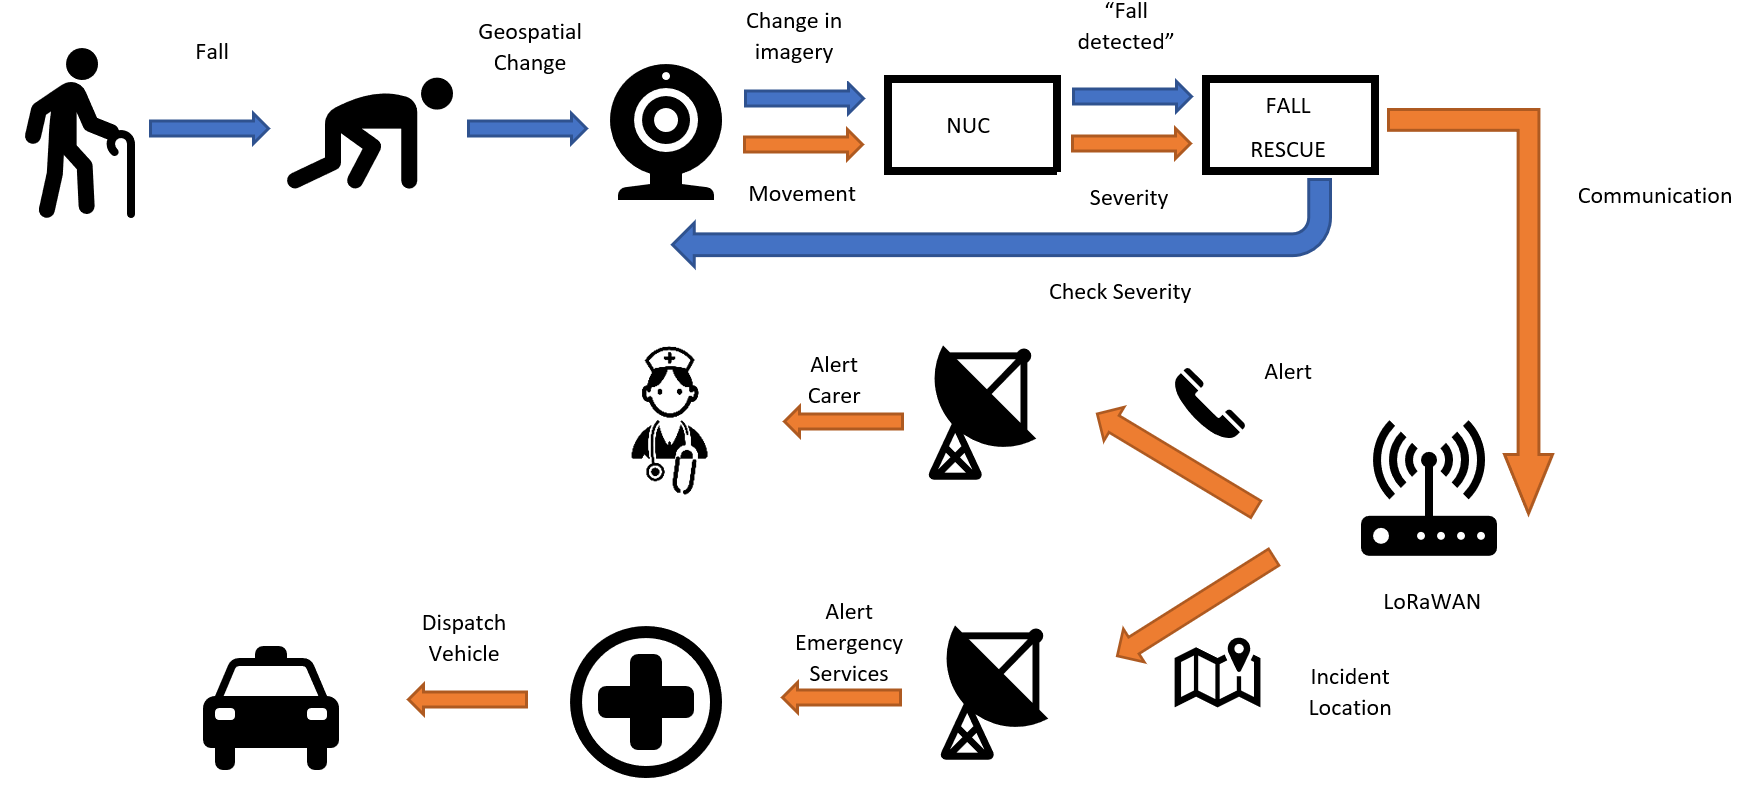 Fall
Geospatial
Change
Change in
imagery
Movement
NUC
“Fall
detected”
Severity
FALL
RESCUE
Communication
Check Severity
Alert
Carer
Alert
LoRaWAN
Incident
Location
Alert
Emergency
Services
Dispatch
Vehicle